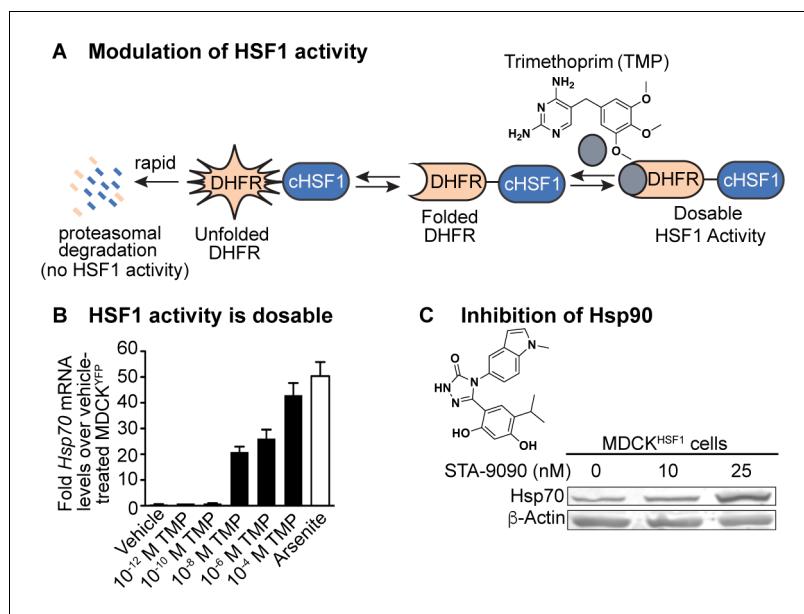 A Modulation of HSF1 activity
Trimethoprim (TMP)
NH₂
N
H₂N
N
O
O
O
rapid
DHFR
cHSF1
DHFR
cHSF1
DHFR
cHSF1
proteasomal
degradation
(no HSF1 activity)
Unfolded
DHFR
Folded
DHFR
Dosable
HSF1 Activity
B HSF1 activity is dosable
Fold Hsp70 mRNA
levels over vehicle-
treated MDCKʸᶠᴾ
60
50
40
30
20
10
0
Vehicle
10⁻¹² M TMP
10⁻¹⁰ M TMP
10⁻⁸ M TMP
10⁻⁶ M TMP
10⁻⁴ M TMP
Arsenite
C Inhibition of Hsp90
O
N
HN
N
N
HO
OH
MDCKᴴˢᶠ¹ cells
STA-9090 (nM) 0 10 25
Hsp70
β-Actin